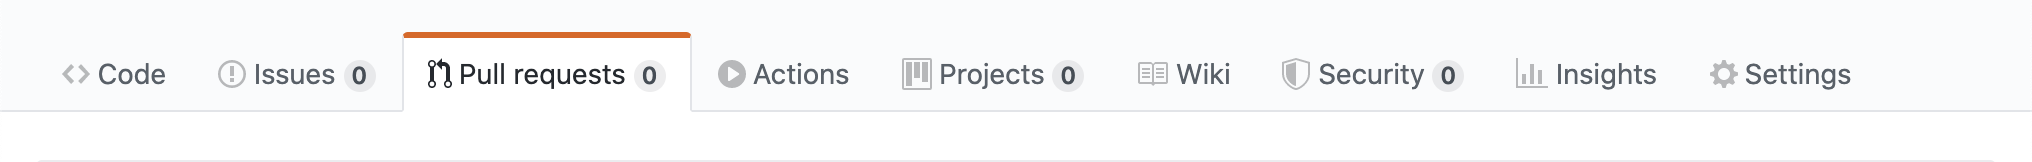 Code Issues 0 Pull requests 0 Actions Projects 0 Wiki Security 0 Insights Settings